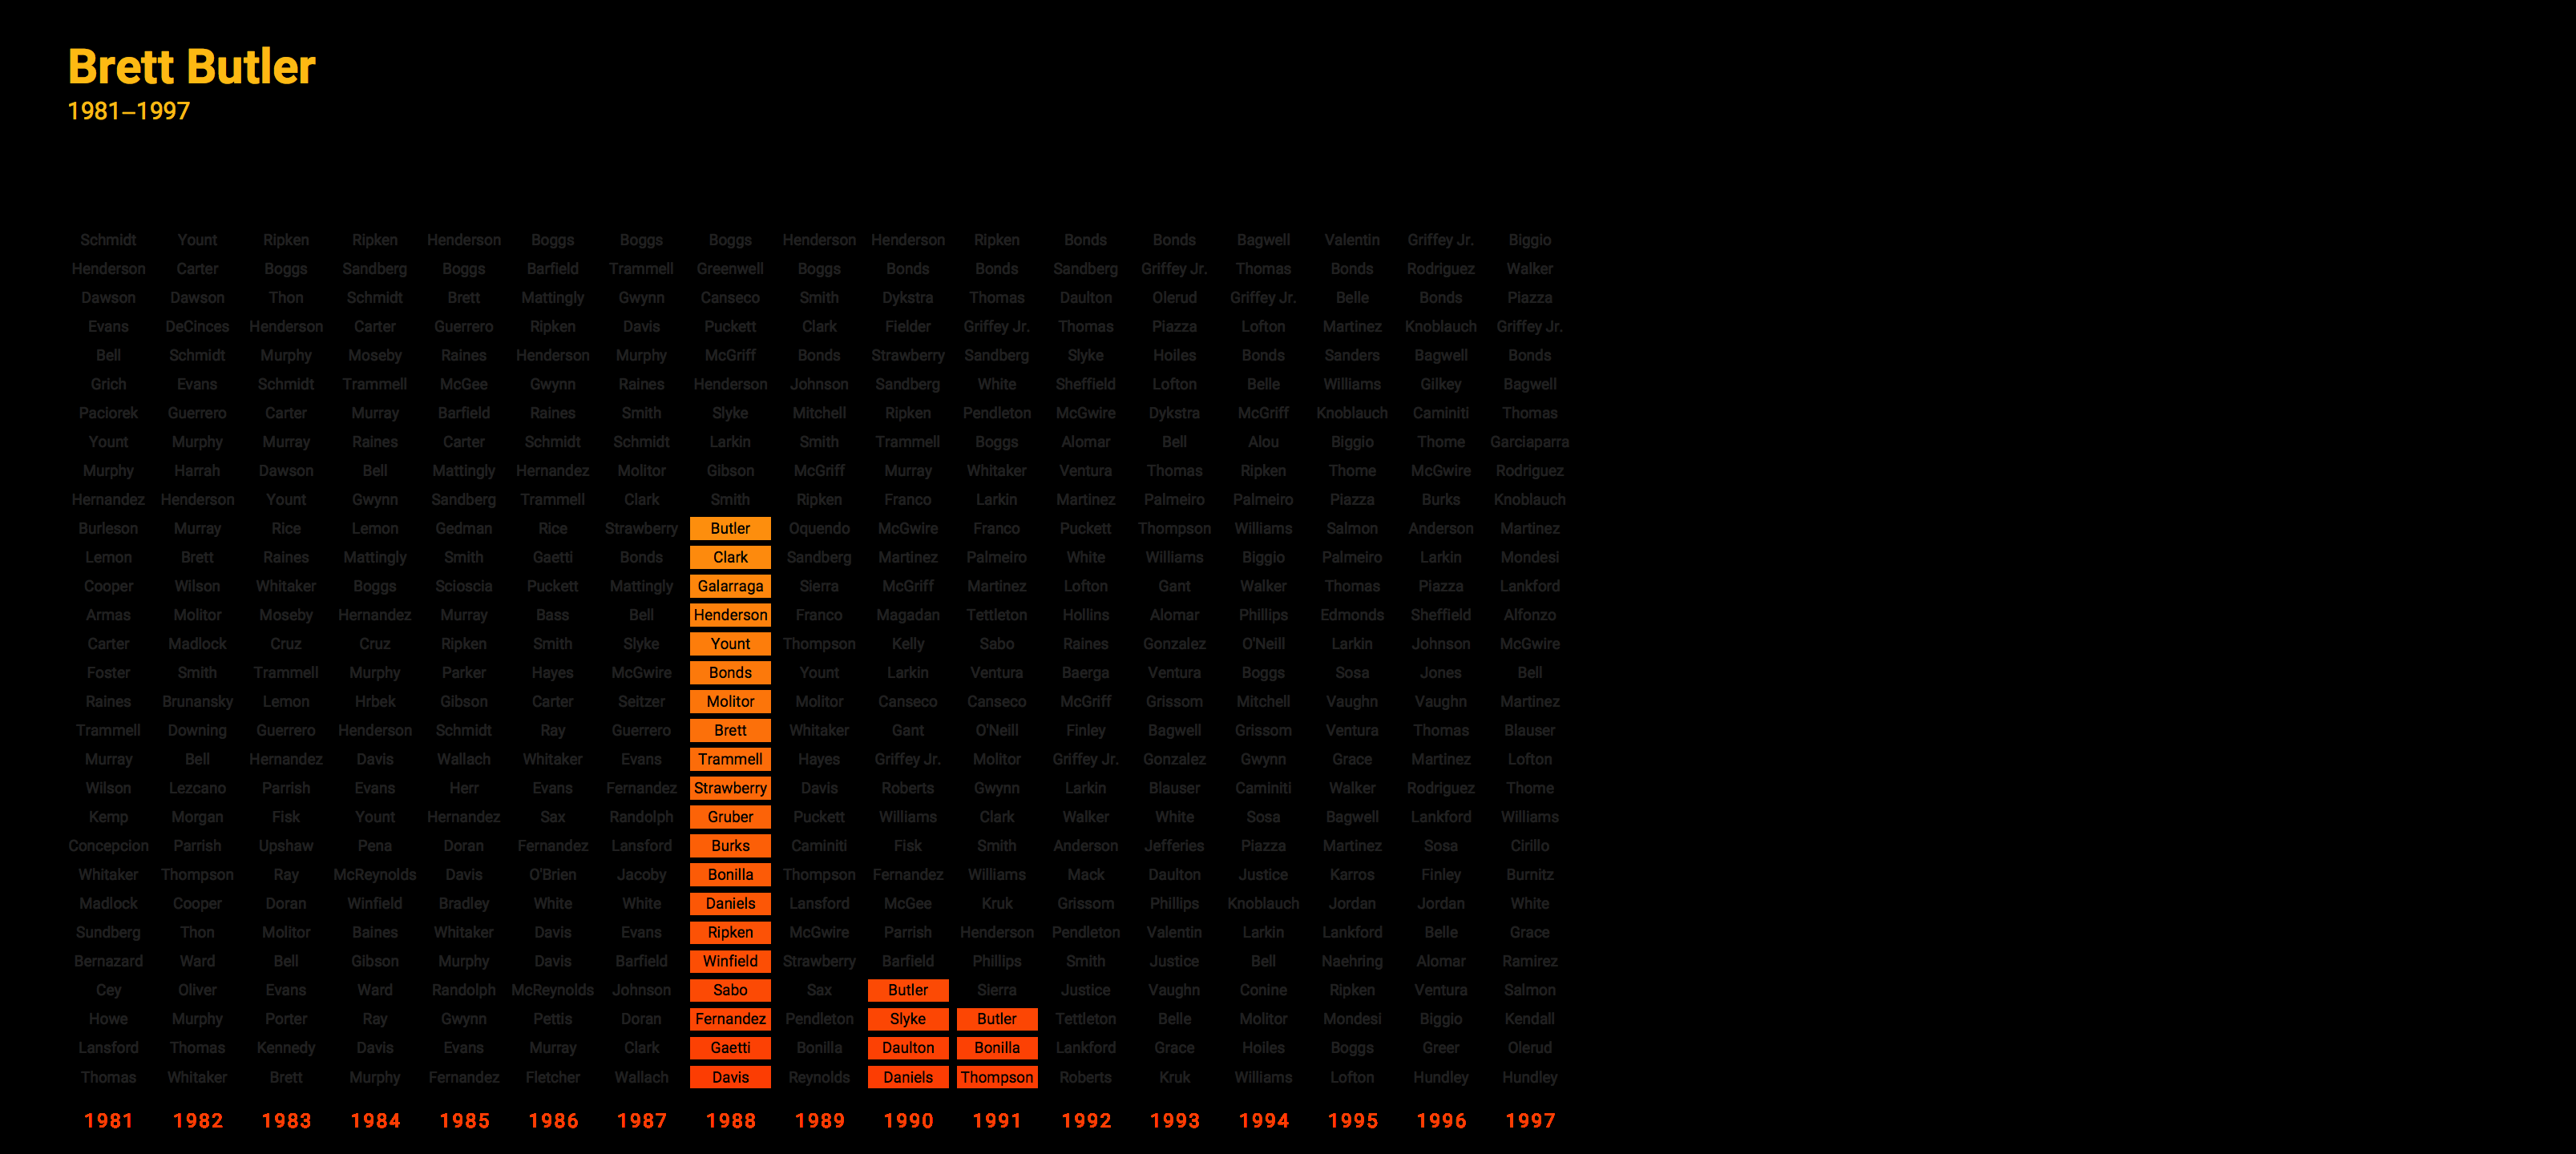 Brett Butler
1981–1997
Schmidt Yount Ripken Ripken Henderson Boggs Boggs Boggs Henderson Henderson Ripken Bonds Bonds Bagwell Valentin Griffey Jr. Biggio
Henderson Carter Boggs Sandberg Boggs Barfield Trammell Greenwell Boggs Bonds Bonds Sandberg Griffey Jr. Thomas Bonds Rodriguez Walker
Dawson Dawson Thon Schmidt Brett Mattingly Gwynn Canseco Smith Dykstra Thomas Daulton Olerud Griffey Jr. Belle Bonds Piazza
Evans DeCinces Henderson Carter Guerrero Ripken Davis Puckett Clark Fielder Griffey Jr. Thomas Piazza Lofton Martinez Knoblauch Griffey Jr.
Bell Schmidt Murphy Moseby Raines Henderson Murphy McGriff Bonds Strawberry Sandberg Slyke Hoiles Bonds Sanders Bagwell Bonds
Grich Evans Schmidt Trammell McGee Gwynn Raines Henderson Johnson Sandberg White Sheffield Lofton Belle Williams Gilkey Bagwell
Paciorek Guerrero Carter Murray Barfield Raines Smith Slyke Mitchell Ripken Pendleton McGwire Dykstra McGriff Knoblauch Caminiti Thomas
Yount Murphy Murray Raines Carter Schmidt Schmidt Larkin Smith Trammell Boggs Alomar Bell Alou Biggio Thome Garciaparra
Murphy Harrah Dawson Bell Mattingly Hernandez Molitor Gibson McGriff Murray Whitaker Ventura Thomas Ripken Thome McGwire Rodriguez
Hernandez Henderson Yount Gwynn Sandberg Trammell Clark Smith Ripken Franco Larkin Martinez Palmeiro Palmeiro Piazza Burks Knoblauch
Burleson Murray Rice Lemon Gedman Rice Strawberry Butler Oquendo McGwire Franco Puckett Thompson Williams Salmon Anderson Martinez
Lemon Brett Raines Mattingly Smith Gaetti Bonds Clark Sandberg Martinez Palmeiro White Williams Biggio Palmeiro Larkin Mondesi
Cooper Wilson Whitaker Boggs Scioscia Puckett Mattingly Galarraga Sierra McGriff Martinez Lofton Gant Walker Thomas Piazza Lankford
Armas Molitor Moseby Hernandez Murray Bass Bell Henderson Franco Magadan Tettleton Hollins Alomar Phillips Edmonds Sheffield Alfonzo
Carter Madlock Cruz Cruz Ripken Smith Slyke Yount Thompson Kelly Sabo Raines Gonzalez O'Neill Larkin Johnson McGwire
Foster Smith Trammell Murphy Parker Hayes McGwire Bonds Yount Larkin Ventura Baerga Ventura Boggs Sosa Jones Bell
Raines Brunansky Lemon Hrbek Gibson Carter Seitzer Molitor Molitor Canseco Canseco McGriff Grissom Mitchell Vaughn Vaughn Martinez
Trammell Downing Guerrero Henderson Schmidt Ray Guerrero Brett Whitaker Gant O'Neill Finley Bagwell Grissom Ventura Thomas Blauser
Murray Bell Hernandez Davis Wallach Whitaker Evans Trammell Hayes Griffey Jr. Molitor Griffey Jr. Gonzalez Gwynn Grace Martinez Lofton
Wilson Lezcano Parrish Evans Herr Evans Fernandez Strawberry Davis Roberts Gwynn Larkin Blauser Caminiti Walker Rodriguez Thome
Kemp Morgan Fisk Yount Hernandez Sax Randolph Gruber Puckett Williams Clark Walker White Sosa Bagwell Lankford Williams
Concepcion Parrish Upshaw Pena Doran Fernandez Lansford Burks Caminiti Fisk Smith Anderson Jefferies Piazza Martinez Sosa Cirillo
Whitaker Thompson Ray McReynolds Davis O'Brien Jacoby Bonilla Thompson Fernandez Williams Mack Daulton Justice Karros Finley Burnitz
Madlock Cooper Doran Winfield Bradley White White Daniels Lansford McGee Kruk Grissom Phillips Knoblauch Jordan Jordan White
Sundberg Thon Molitor Baines Whitaker Davis Evans Ripken McGwire Parrish Henderson Pendleton Valentin Larkin Lankford Belle Grace
Bernazard Ward Bell Gibson Murphy Davis Barfield Winfield Strawberry Barfield Phillips Smith Justice Bell Naehring Alomar Ramirez
Cey Oliver Evans Ward Randolph McReynolds Johnson Sabo Sax Butler Sierra Justice Vaughn Conine Ripken Ventura Salmon
Howe Murphy Porter Ray Gwynn Pettis Doran Fernandez Pendleton Slyke Butler Tettleton Belle Molitor Mondesi Biggio Kendall
Lansford Thomas Kennedy Davis Evans Murray Clark Gaetti Bonilla Daulton Bonilla Lankford Grace Hoiles Boggs Greer Olerud
Thomas Whitaker Brett Murphy Fernandez Fletcher Wallach Davis Reynolds Daniels Thompson Roberts Kruk Williams Lofton Hundley Hundley
1981 1982 1983 1984 1985 1986 1987 1988 1989 1990 1991 1992 1993 1994 1995 1996 1997